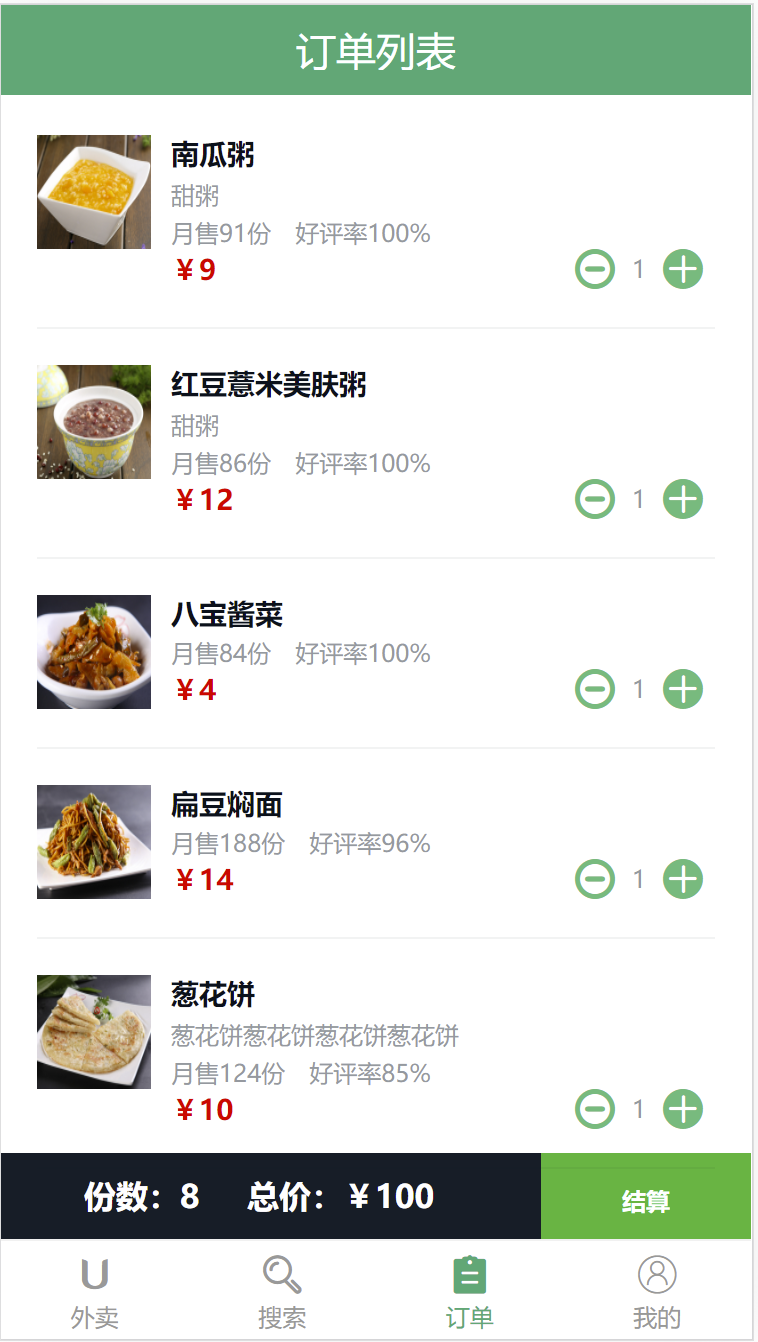 订单列表
南瓜粥
甜粥
月售91份 好评率100%
¥9
1
红豆薏米美肤粥
甜粥
月售86份 好评率100%
¥12
1
八宝酱菜
月售84份 好评率100%
¥4
1
扁豆焖面
月售188份 好评率96%
¥14
1
葱花饼
葱花饼葱花饼葱花饼葱花饼
月售124份 好评率85%
¥10
1
份数：8 总价：¥100
结算
外卖 搜索 订单 我的